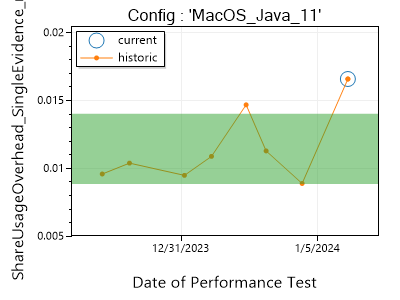 Config : 'MacOS_Java_11'
ShareUsageOverhead_SingleEvidence_
0.02
0.015
0.01
0.005
current
historic
12/31/2023
1/5/2024
Date of Performance Test